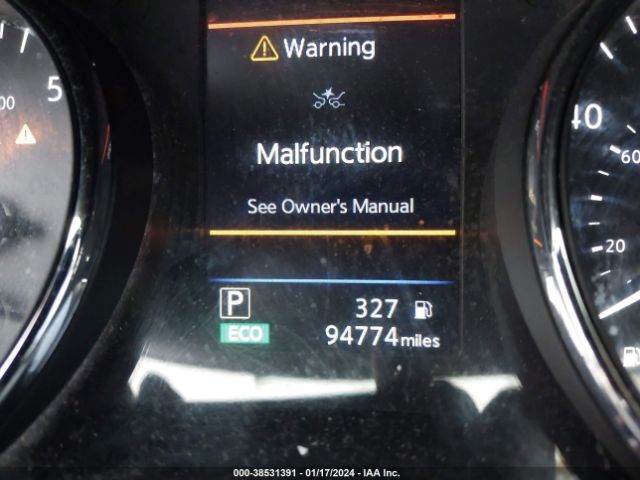 Warning
Malfunction
See Owner's Manual
5
00
40
60
20
P
327
ECO
94774 miles
000-38531391 - 01/17/2024 - IAA Inc.